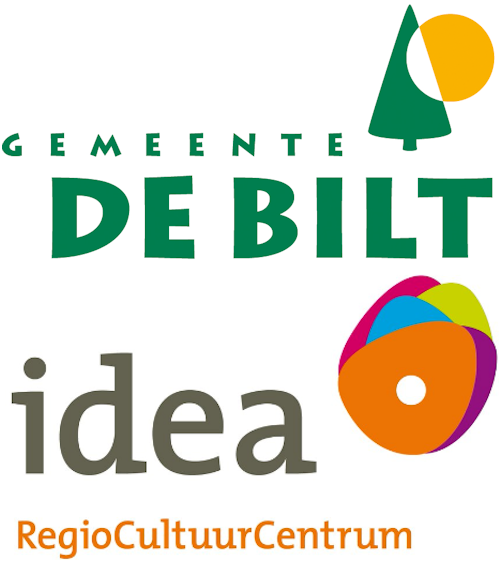 GEMEENTE
DE BILT
idea
RegioCultuurCentrum